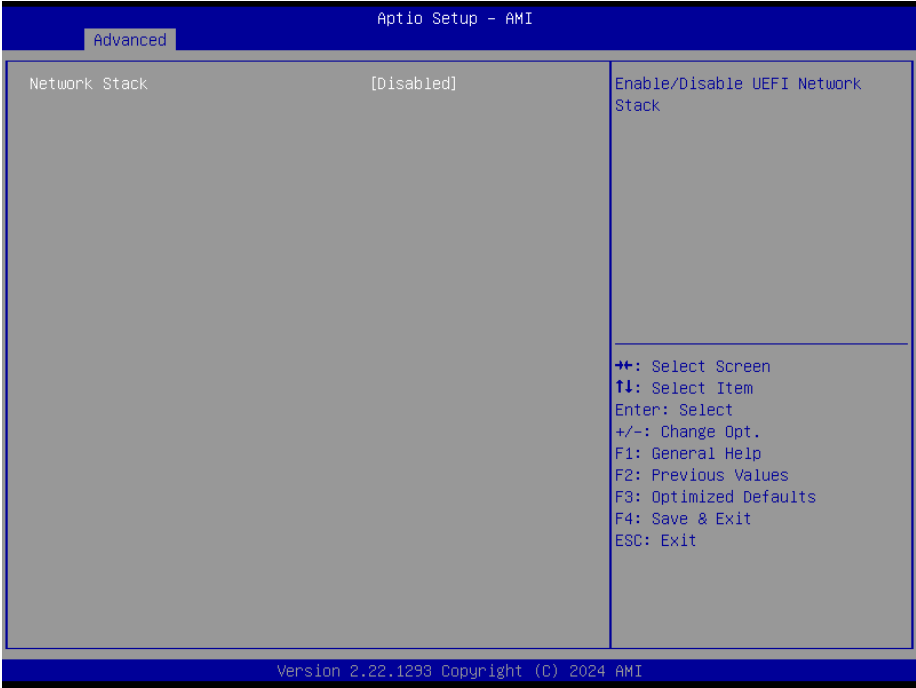 Aptio Setup – AMI
Advanced
Network Stack [Disabled]
Enable/Disable UEFI Network
Stack
→←: Select Screen
↑↓: Select Item
Enter: Select
+/-: Change Opt.
F1: General Help
F2: Previous Values
F3: Optimized Defaults
F4: Save & Exit
ESC: Exit
Version 2.22.1293 Copyright (C) 2024 AMI